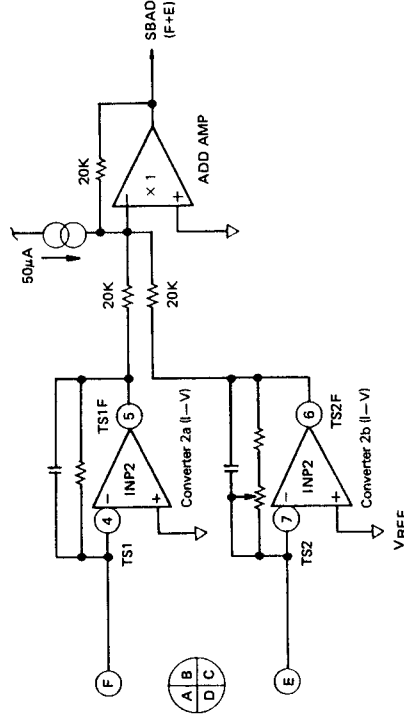 50μA
20K
SBAD
(F+E)
× 1
−
+
ADD AMP
20K
20K
F
TS1
4
−
INP2
+
5
TS1F
Converter 2a (I−V)
A B
D C
E
TS2
7
−
INP2
+
6
TS2F
Converter 2b (I−V)
VREF